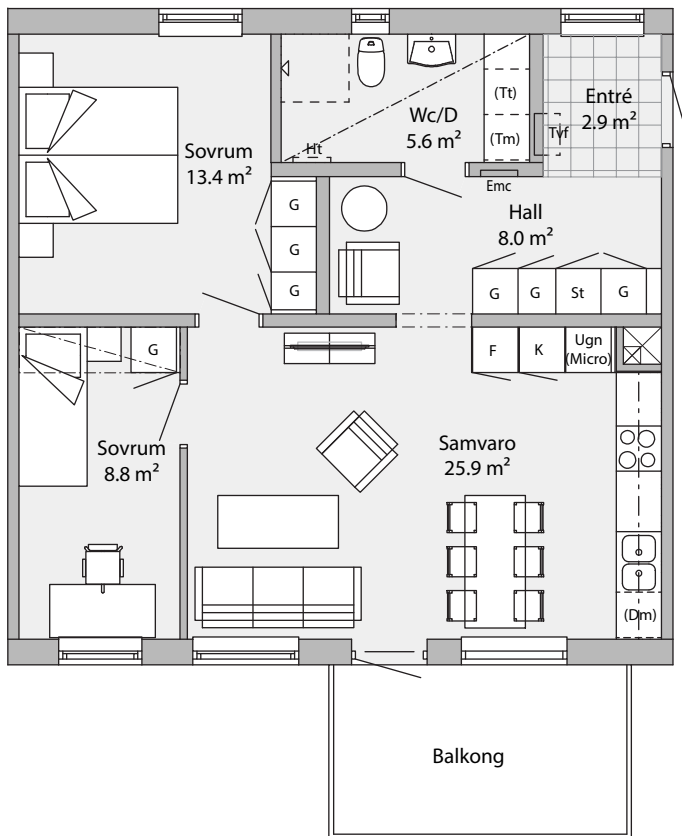 Sovrum
13.4 m²
Wc/D
5.6 m²
Ht
(Tt)
(Tm)
Entré
2.9 m²
Tvf
Emc
Hall
8.0 m²
G
G
G
G
G
St
G
Sovrum
8.8 m²
G
F
K
Ugn
(Micro)
Samvaro
25.9 m²
(Dm)
Balkong